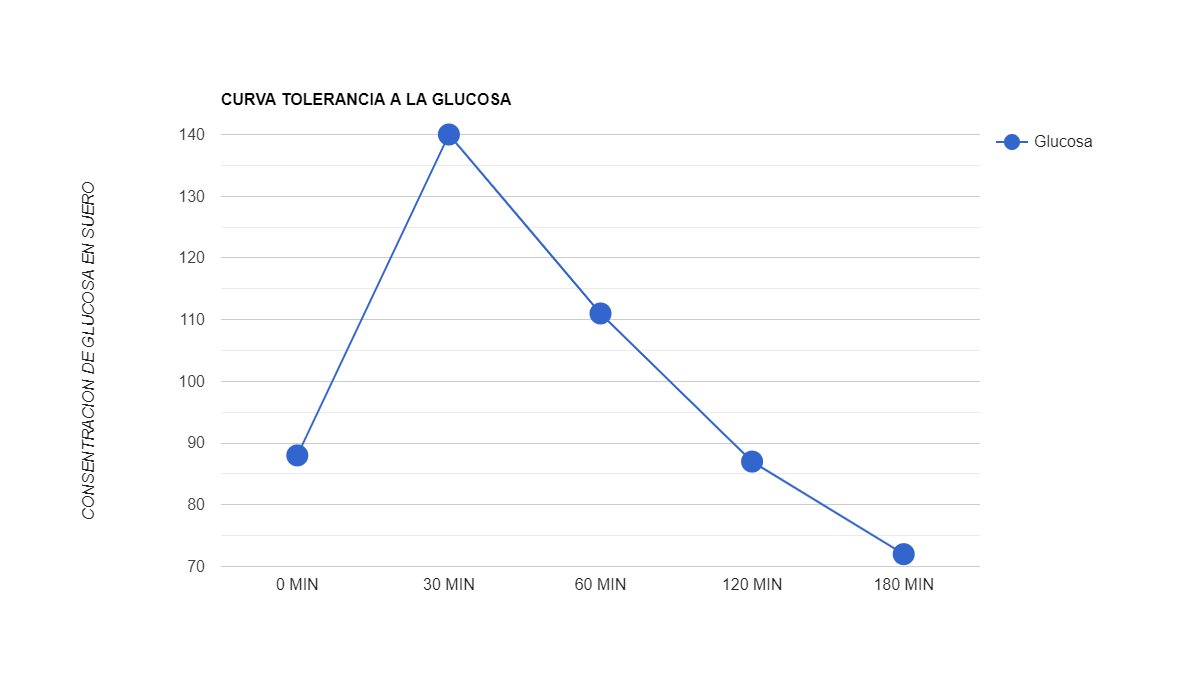 CURVA TOLERANCIA A LA GLUCOSA
Glucosa
CONSENTRACION DE GLUCOSA EN SUERO
140
130
120
110
100
90
80
70
0 MIN
30 MIN
60 MIN
120 MIN
180 MIN